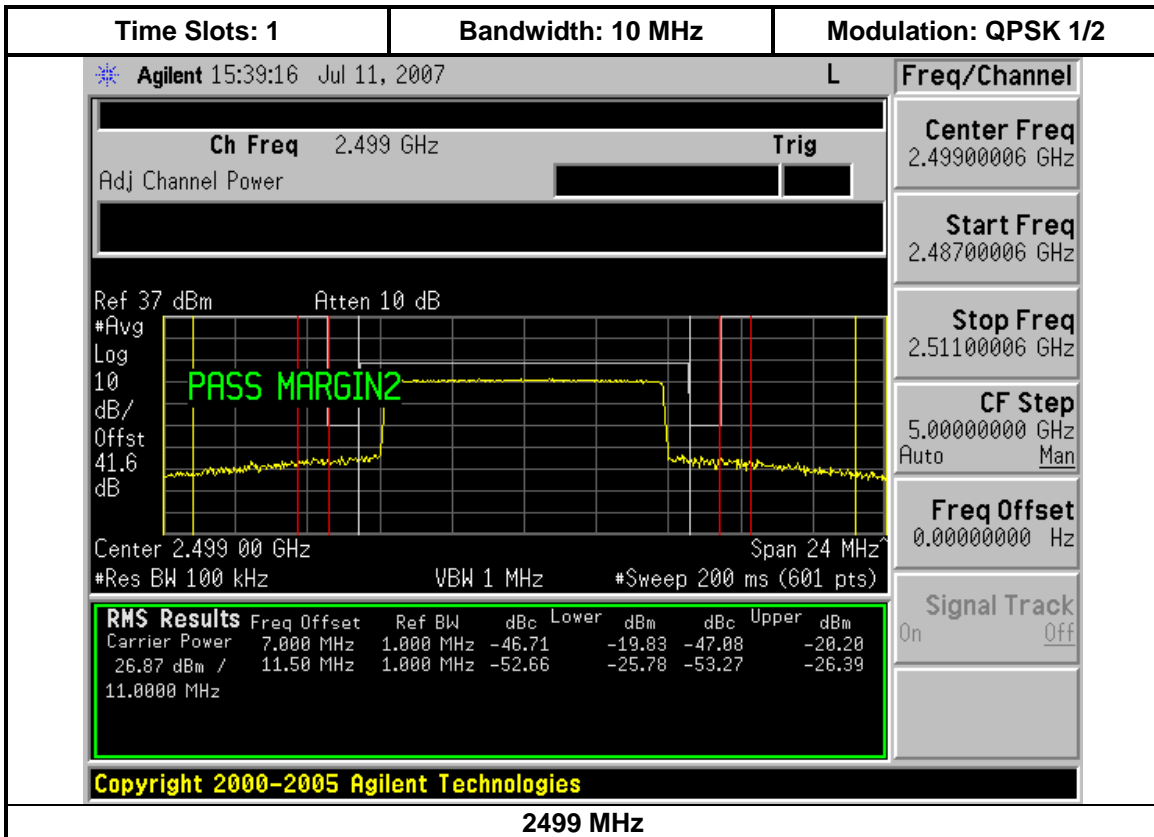 Time Slots: 1 Bandwidth: 10 MHz Modulation: QPSK 1/2
Agilent 15:39:16 Jul 11, 2007 L Freq/Channel
Ch Freq 2.499 GHz Trig
Adj Channel Power
Center Freq
2.49900006 GHz
Start Freq
2.48700006 GHz
Stop Freq
2.51100006 GHz
CF Step
5.00000000 GHz
Auto Man
Freq Offset
0.00000000 Hz
Signal Track
On Off
Ref 37 dBm Atten 10 dB
#Avg
Log
10
dB/
Offst
41.6
dB
PASS MARGIN2
Center 2.499 00 GHz Span 24 MHz^
#Res BW 100 kHz VBW 1 MHz #Sweep 200 ms (601 pts)
RMS Results Freq Offset Ref BW dBc Lower dBm dBc Upper dBm
Carrier Power 7.000 MHz 1.000 MHz -46.71 -19.83 -47.08 -20.20
26.87 dBm / 11.50 MHz 1.000 MHz -52.66 -25.78 -53.27 -26.39
11.0000 MHz
Copyright 2000-2005 Agilent Technologies
2499 MHz